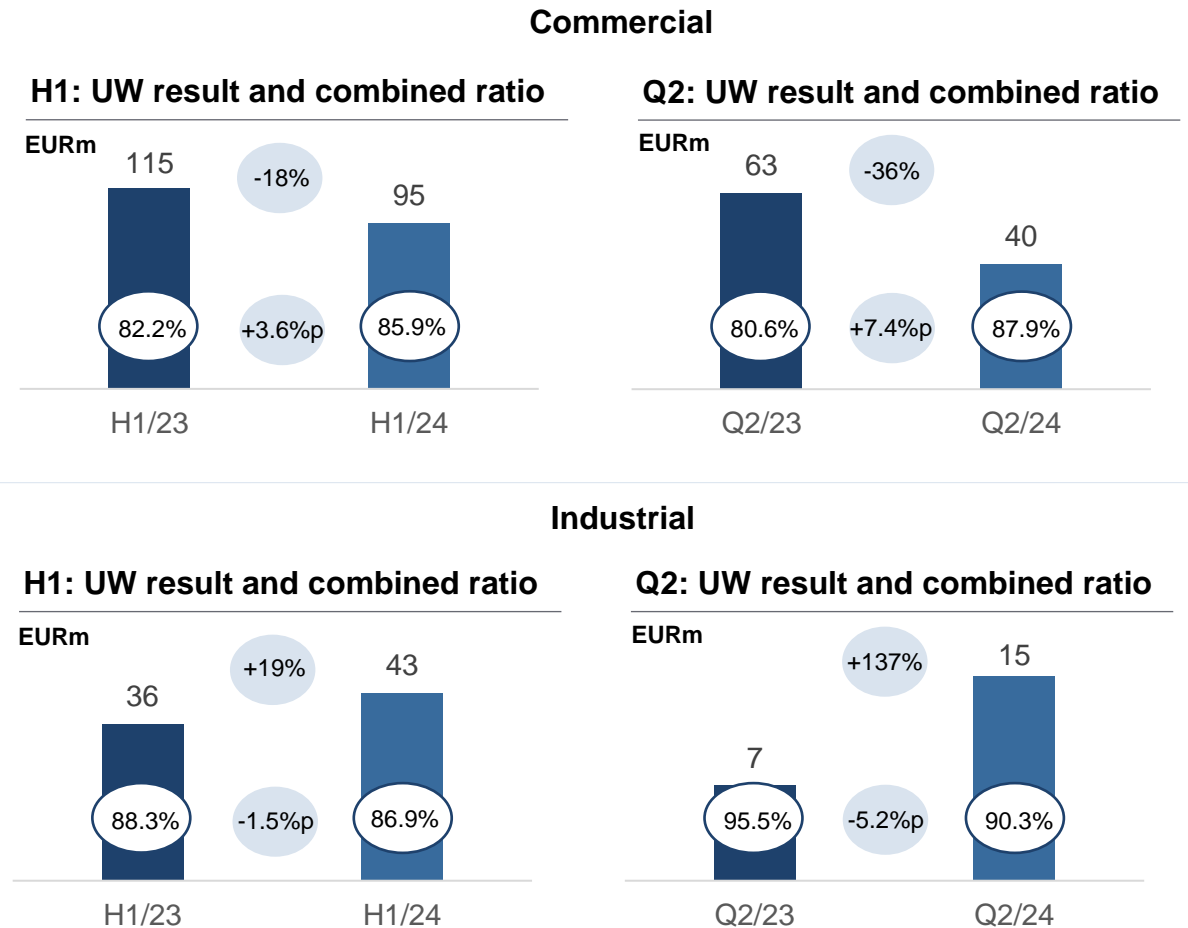 Commercial
H1: UW result and combined ratio
EURm
115
-18%
95
82.2%
+3.6%p
85.9%
H1/23
H1/24
Q2: UW result and combined ratio
EURm
63
-36%
40
80.6%
+7.4%p
87.9%
Q2/23
Q2/24
Industrial
H1: UW result and combined ratio
EURm
36
+19%
43
88.3%
-1.5%p
86.9%
H1/23
H1/24
Q2: UW result and combined ratio
EURm
7
+137%
15
95.5%
-5.2%p
90.3%
Q2/23
Q2/24